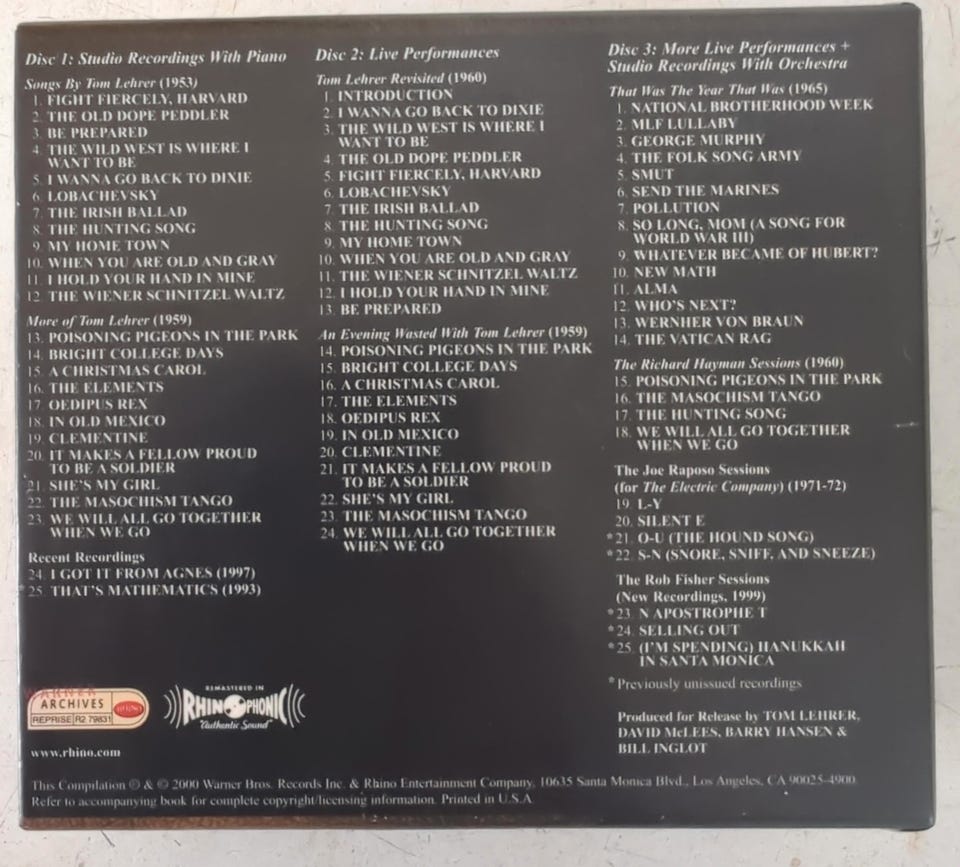 Disc 1: Studio Recordings With Piano
Songs By Tom Lehrer (1953)
1. FIGHT FIERCELY, HARVARD
2. THE OLD DOPE PEDDLER
3. BE PREPARED
4. THE WILD WEST IS WHERE I
WANT TO BE
5. I WANNA GO BACK TO DIXIE
6. LOBACHEVSKY
7. THE IRISH BALLAD
8. THE HUNTING SONG
9. MY HOME TOWN
10. WHEN YOU ARE OLD AND GRAY
11. I HOLD YOUR HAND IN MINE
12. THE WIENER SCHNITZEL WALTZ
More of Tom Lehrer (1959)
13. POISONING PIGEONS IN THE PARK
14. BRIGHT COLLEGE DAYS
15. A CHRISTMAS CAROL
16. THE ELEMENTS
17. OEDIPUS REX
18. IN OLD MEXICO
19. CLEMENTINE
20. IT MAKES A FELLOW PROUD
TO BE A SOLDIER
21. SHE'S MY GIRL
22. THE MASOCHISM TANGO
23. WE WILL ALL GO TOGETHER
WHEN WE GO
Recent Recordings
24. I GOT IT FROM AGNES (1997)
25. THAT'S MATHEMATICS (1993)
Disc 2: Live Performances
Tom Lehrer Revisited (1960)
1. INTRODUCTION
2. I WANNA GO BACK TO DIXIE
3. THE WILD WEST IS WHERE I
WANT TO BE
4. THE OLD DOPE PEDDLER
5. FIGHT FIERCELY, HARVARD
6. LOBACHEVSKY
7. THE IRISH BALLAD
8. THE HUNTING SONG
9. MY HOME TOWN
10. WHEN YOU ARE OLD AND GRAY
11. THE WIENER SCHNITZEL WALTZ
12. I HOLD YOUR HAND IN MINE
13. BE PREPARED
An Evening Wasted With Tom Lehrer (1959)
14. POISONING PIGEONS IN THE PARK
15. BRIGHT COLLEGE DAYS
16. A CHRISTMAS CAROL
17. THE ELEMENTS
18. OEDIPUS REX
19. IN OLD MEXICO
20. CLEMENTINE
21. IT MAKES A FELLOW PROUD
TO BE A SOLDIER
22. SHE'S MY GIRL
23. THE MASOCHISM TANGO
24. WE WILL ALL GO TOGETHER
WHEN WE GO
Disc 3: More Live Performances +
Studio Recordings With Orchestra
That Was The Year That Was (1965)
1. NATIONAL BROTHERHOOD WEEK
2. MLF LULLABY
3. GEORGE MURPHY
4. THE FOLK SONG ARMY
5. SMUT
6. SEND THE MARINES
7. POLLUTION
8. SO LONG, MOM (A SONG FOR
WORLD WAR III)
9. WHATEVER BECAME OF HUBERT?
10. NEW MATH
11. ALMA
12. WHO'S NEXT?
13. WERNHER VON BRAUN
14. THE VATICAN RAG
The Richard Hayman Sessions (1960)
15. POISONING PIGEONS IN THE PARK
16. THE MASOCHISM TANGO
17. THE HUNTING SONG
18. WE WILL ALL GO TOGETHER
WHEN WE GO
The Joe Raposo Sessions
(for The Electric Company) (1971-72)
19. L-Y
20. SILENT E
*21. O-U (THE HOUND SONG)
*22. S-N (SNORE, SNIFF, AND SNEEZE)
The Rob Fisher Sessions
(New Recordings, 1999)
*23. N APOSTROPHE T
*24. SELLING OUT
*25. (I'M SPENDING) HANUKKAH
IN SANTA MONICA
* Previously unissued recordings
Produced for Release by TOM LEHRER,
DAVID McLEES, BARRY HANSEN &
BILL INGLOT
WARNER
ARCHIVES
RHINO
REPRISE R2 79831
REMASTERED IN
RHINOPHONIC
"Authentic Sound"
www.rhino.com
This Compilation ℗ & © 2000 Warner Bros. Records Inc. & Rhino Entertainment Company, 10635 Santa Monica Blvd., Los Angeles, CA 90025-4900.
Refer to accompanying book for complete copyright/licensing information. Printed in U.S.A.